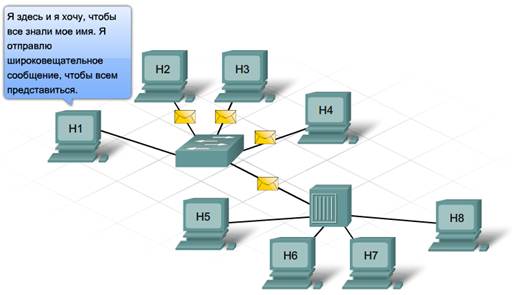 Я здесь и я хочу, чтобы
все знали мое имя. Я
отправлю
широковещательное
сообщение, чтобы всем
представиться.
H2
H3
H1
H4
H5
H8
H6
H7